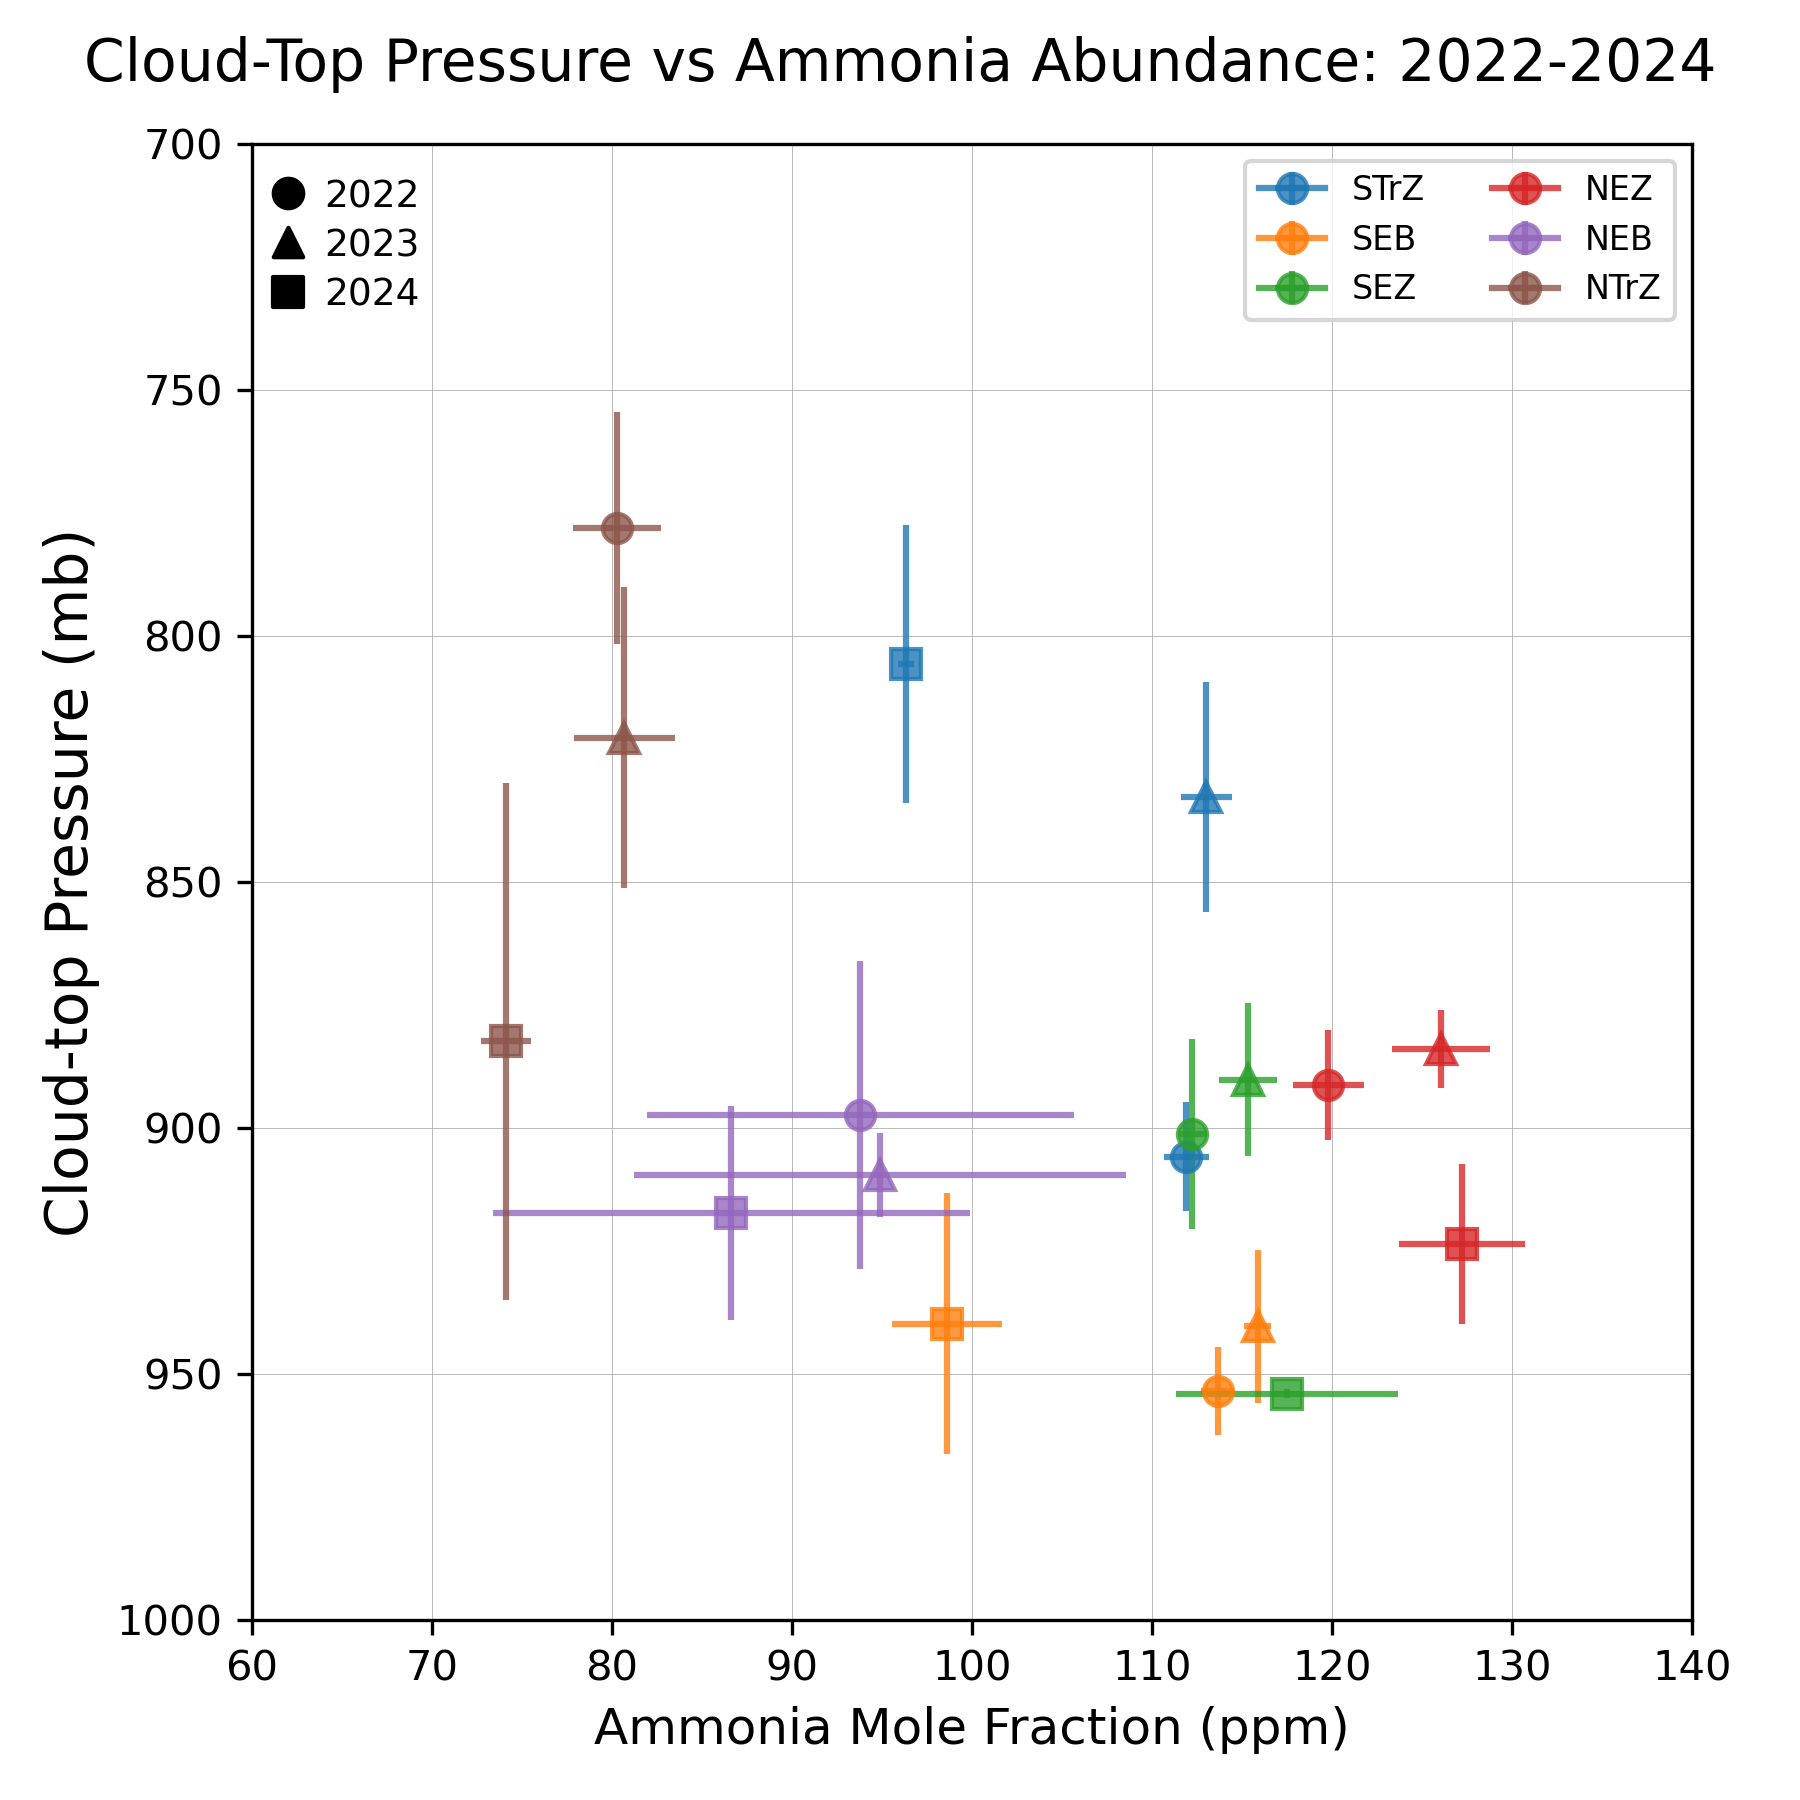 Cloud-Top Pressure vs Ammonia Abundance: 2022-2024
2022
2023
2024
STrZ
SEB
SEZ
NEZ
NEB
NTrZ
Cloud-top Pressure (mb)
700
750
800
850
900
950
1000
60 70 80 90 100 110 120 130 140
Ammonia Mole Fraction (ppm)